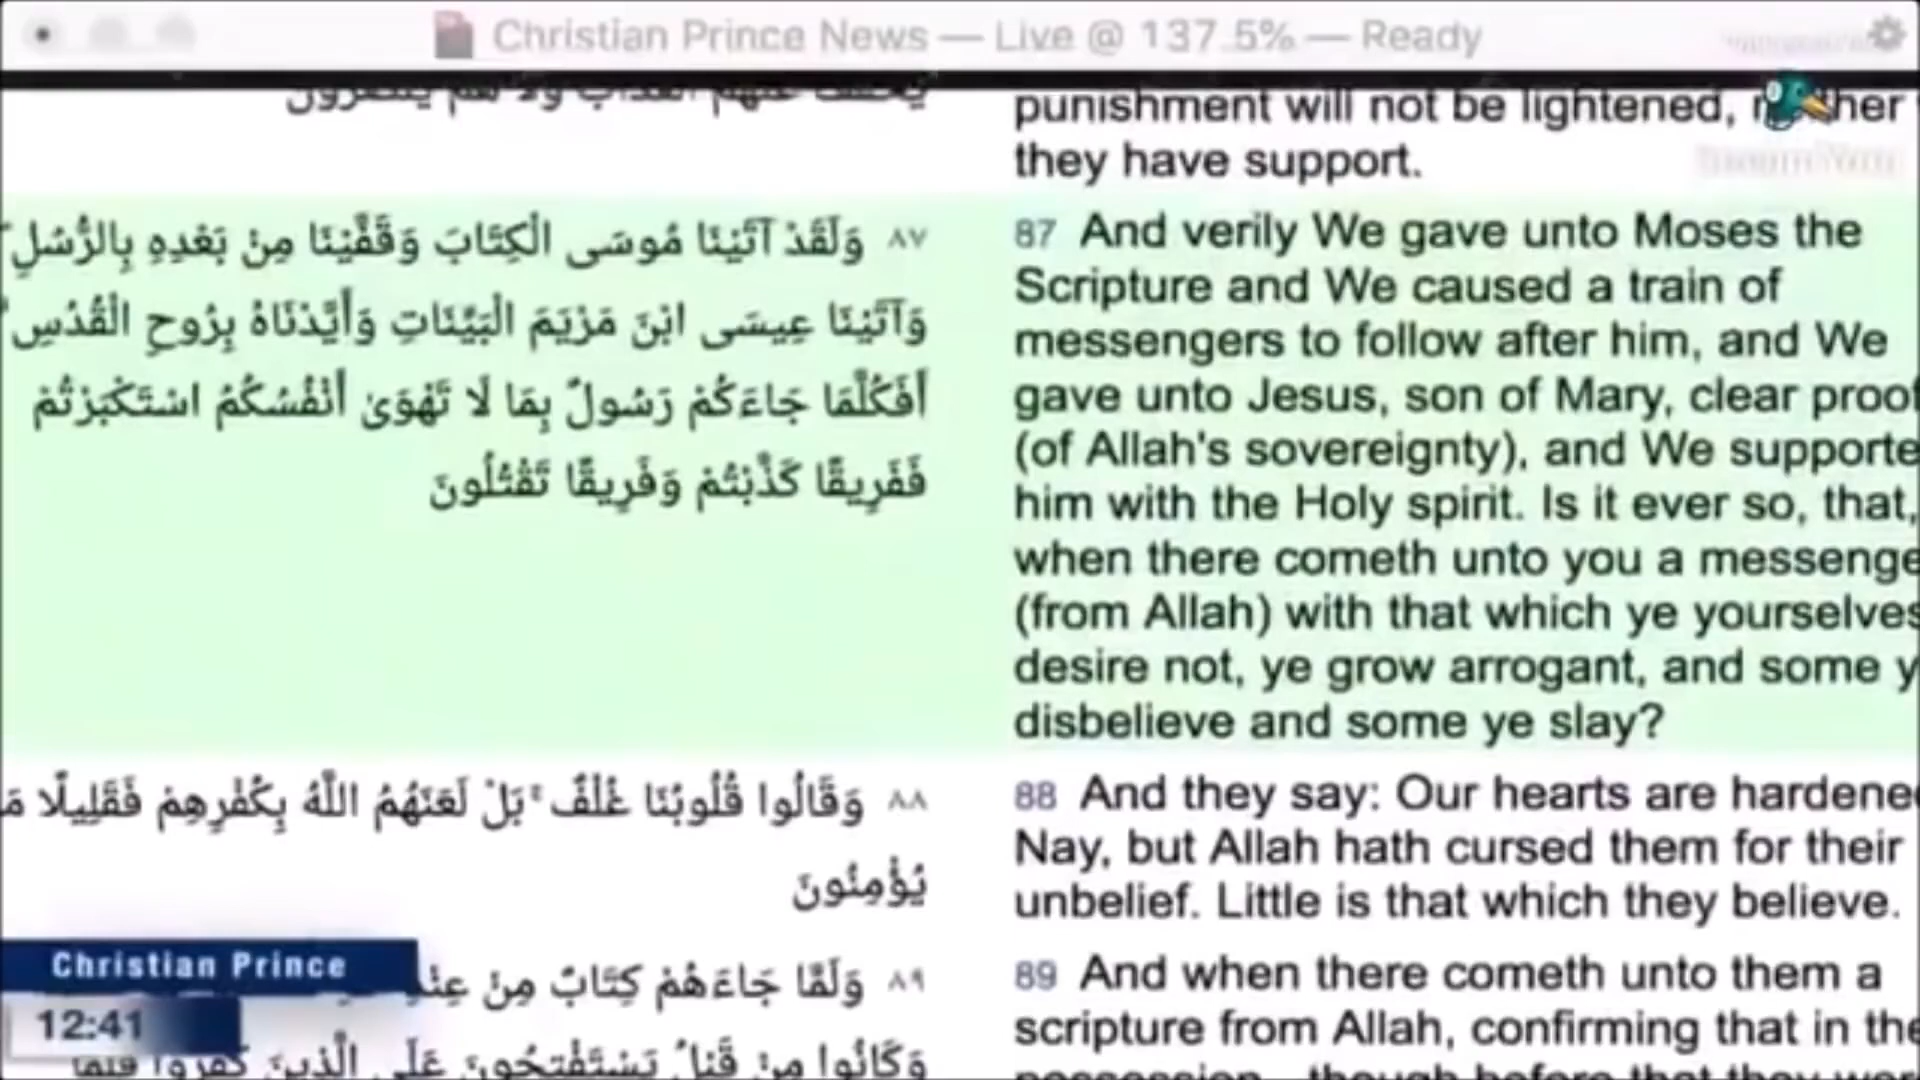 Christian Prince News — Live @ 137.5% — Ready
punishment will not be lightened,
they have support.
٨٧ وَلَقَدْ آتَيْنَا مُوسَى الْكِتَابَ وَقَفَّيْنَا مِنْ بَعْدِهِ بِالرُّسُلِ
وَآتَيْنَا عِيسَى ابْنَ مَرْيَمَ الْبَيِّنَاتِ وَأَيَّدْنَاهُ بِرُوحِ الْقُدُسِ
أَفَكُلَّمَا جَاءَكُمْ رَسُولٌ بِمَا لَا تَهْوَىٰ أَنْفُسُكُمُ اسْتَكْبَرْتُمْ
فَفَرِيقًا كَذَّبْتُمْ وَفَرِيقًا تَقْتُلُونَ
87 And verily We gave unto Moses the
Scripture and We caused a train of
messengers to follow after him, and We
gave unto Jesus, son of Mary, clear proof
(of Allah's sovereignty), and We supporte
him with the Holy spirit. Is it ever so, that,
when there cometh unto you a messenge
(from Allah) with that which ye yourselves
desire not, ye grow arrogant, and some y
disbelieve and some ye slay?
٨٨ وَقَالُوا قُلُوبُنَا غُلْفٌ ۚ بَلْ لَعَنَهُمُ اللَّهُ بِكُفْرِهِمْ فَقَلِيلًا مَ
يُؤْمِنُونَ
88 And they say: Our hearts are hardene
Nay, but Allah hath cursed them for their
unbelief. Little is that which they believe.
٨٩ وَلَمَّا جَاءَهُمْ كِتَابٌ مِنْ عِنْدِ
وَكَانُوا مِنْ قَبْلُ يَسْتَفْتِحُونَ عَلَى الَّذِينَ كَفَرُوا فَلَمَّا
89 And when there cometh unto them a
scripture from Allah, confirming that in the
Christian Prince
12:41